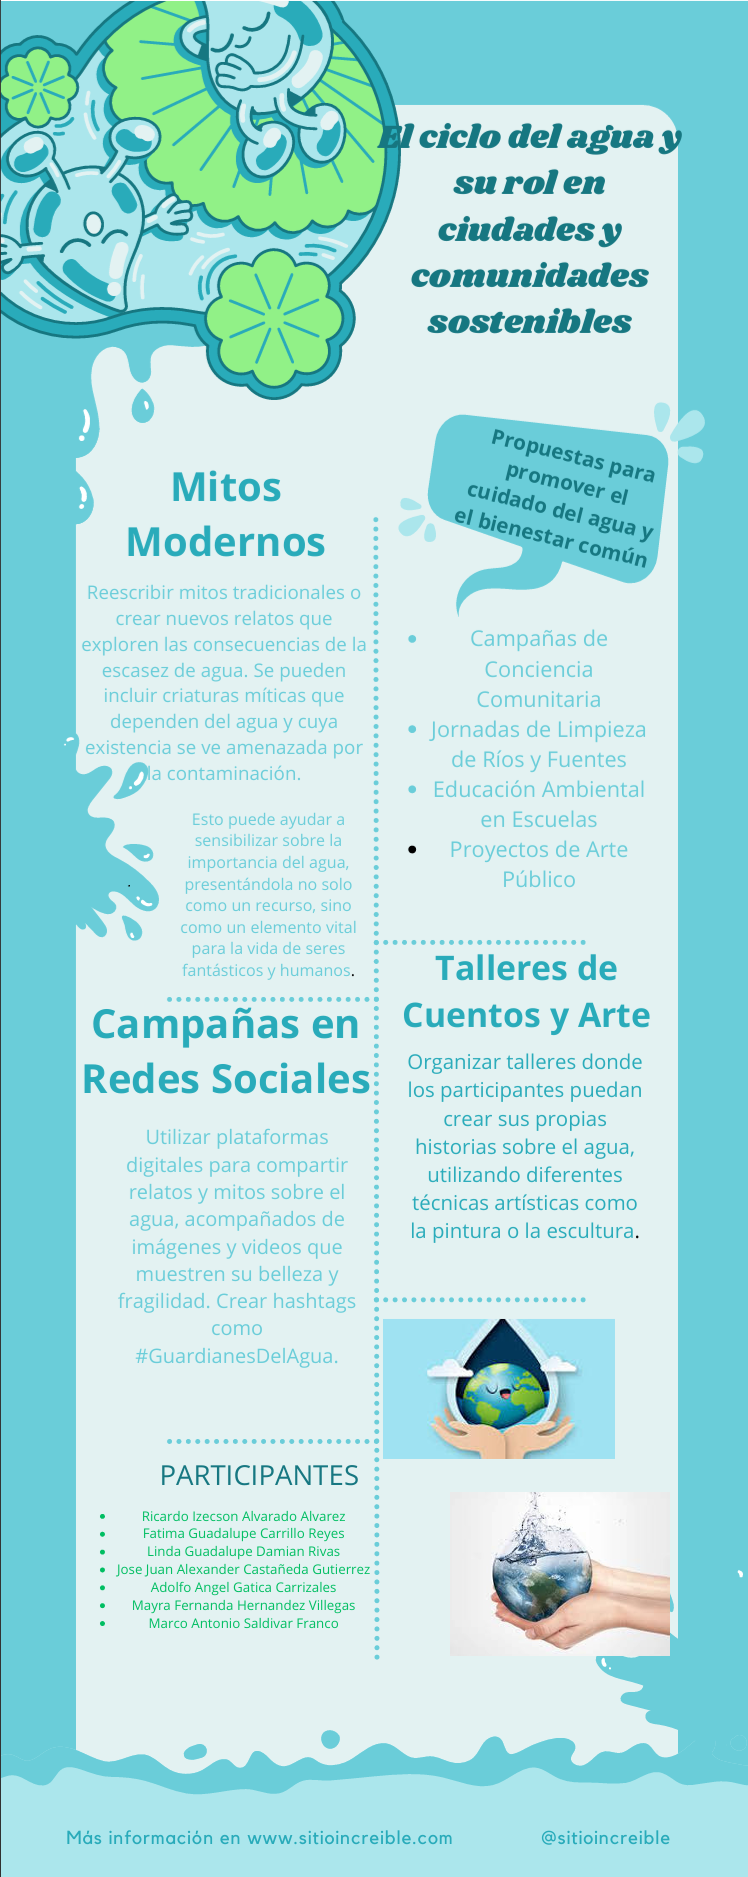 El ciclo del agua y
su rol en
ciudades y
comunidades
sostenibles
Mitos
Modernos
Reescribir mitos tradicionales o
crear nuevos relatos que
exploren las consecuencias de la
escasez de agua. Se pueden
incluir criaturas míticas que
dependen del agua y cuya
existencia se ve amenazada por
la contaminación.
Esto puede ayudar a
sensibilizar sobre la
importancia del agua,
presentándola no solo
como un recurso, sino
como un elemento vital
para la vida de seres
fantásticos y humanos.
Propuestas para
promover el
cuidado del agua y
el bienestar común
• Campañas de
Conciencia
Comunitaria
• Jornadas de Limpieza
de Ríos y Fuentes
• Educación Ambiental
en Escuelas
• Proyectos de Arte
Público
Campañas en
Redes Sociales
Utilizar plataformas
digitales para compartir
relatos y mitos sobre el
agua, acompañados de
imágenes y videos que
muestren su belleza y
fragilidad. Crear hashtags
como
#GuardianesDelAgua.
Talleres de
Cuentos y Arte
Organizar talleres donde
los participantes puedan
crear sus propias
historias sobre el agua,
utilizando diferentes
técnicas artísticas como
la pintura o la escultura.
PARTICIPANTES
• Ricardo Izecson Alvarado Alvarez
• Fatima Guadalupe Carrillo Reyes
• Linda Guadalupe Damian Rivas
• Jose Juan Alexander Castañeda Gutierrez
• Adolfo Angel Gatica Carrizales
• Mayra Fernanda Hernandez Villegas
• Marco Antonio Saldivar Franco
Más información en www.sitioincreible.com
@sitioincreible